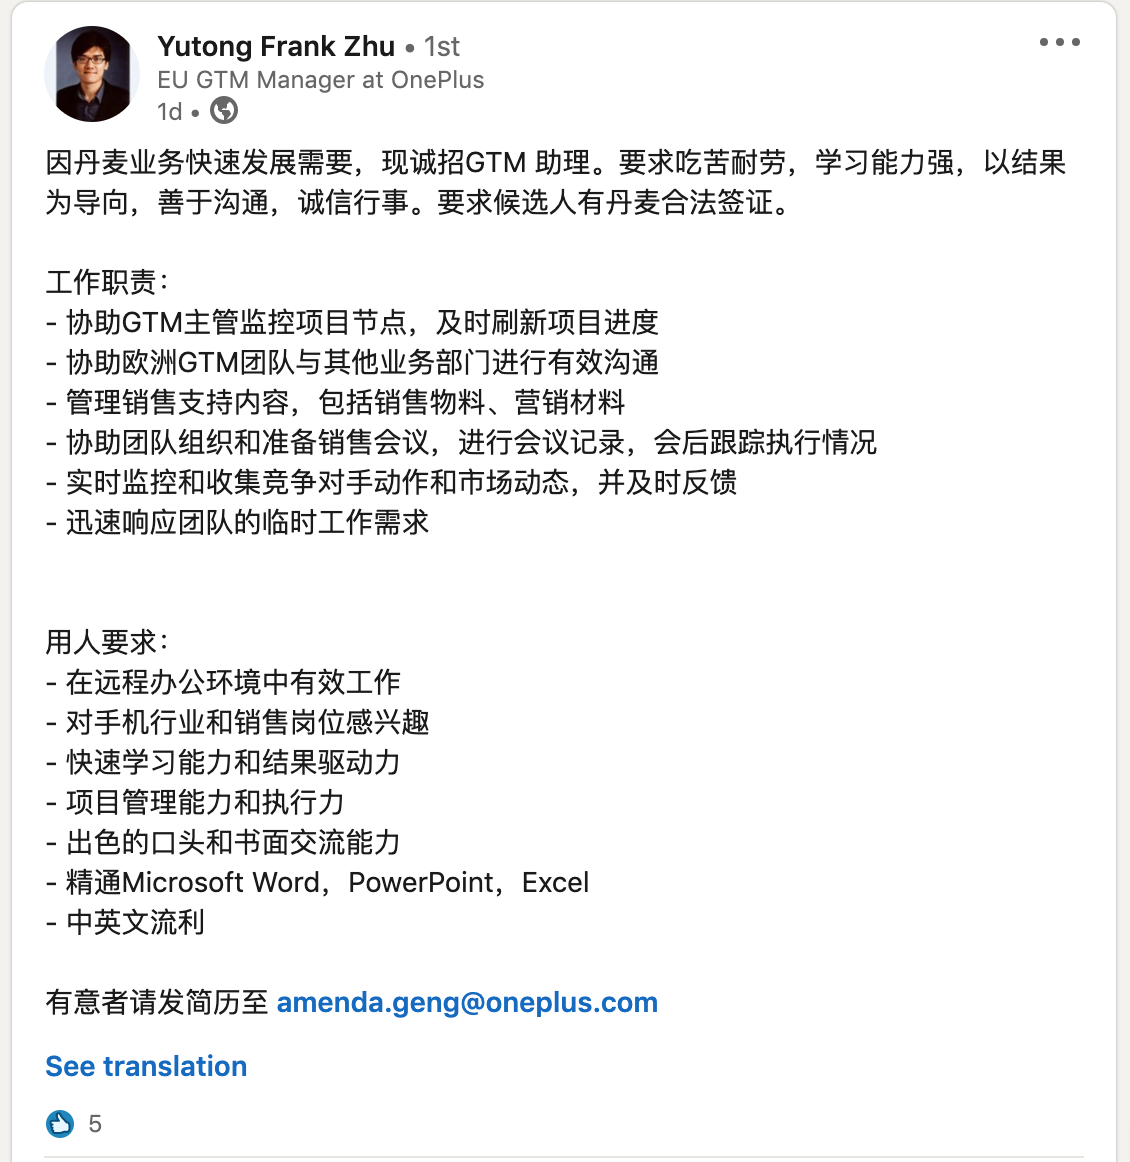 Yutong Frank Zhu • 1st
EU GTM Manager at OnePlus
1d •
因丹麦业务快速发展需要，现诚招GTM 助理。要求吃苦耐劳，学习能力强，以结果
为导向，善于沟通，诚信行事。要求候选人有丹麦合法签证。
工作职责：
- 协助GTM主管监控项目节点，及时刷新项目进度
- 协助欧洲GTM团队与其他业务部门进行有效沟通
- 管理销售支持内容，包括销售物料、营销材料
- 协助团队组织和准备销售会议，进行会议记录，会后跟踪执行情况
- 实时监控和收集竞争对手动作和市场动态，并及时反馈
- 迅速响应团队的临时工作需求
用人要求：
- 在远程办公环境中有效工作
- 对手机行业和销售岗位感兴趣
- 快速学习能力和结果驱动力
- 项目管理能力和执行力
- 出色的口头和书面交流能力
- 精通Microsoft Word，PowerPoint，Excel
- 中英文流利
有意者请发简历至 amenda.geng@oneplus.com
See translation
5